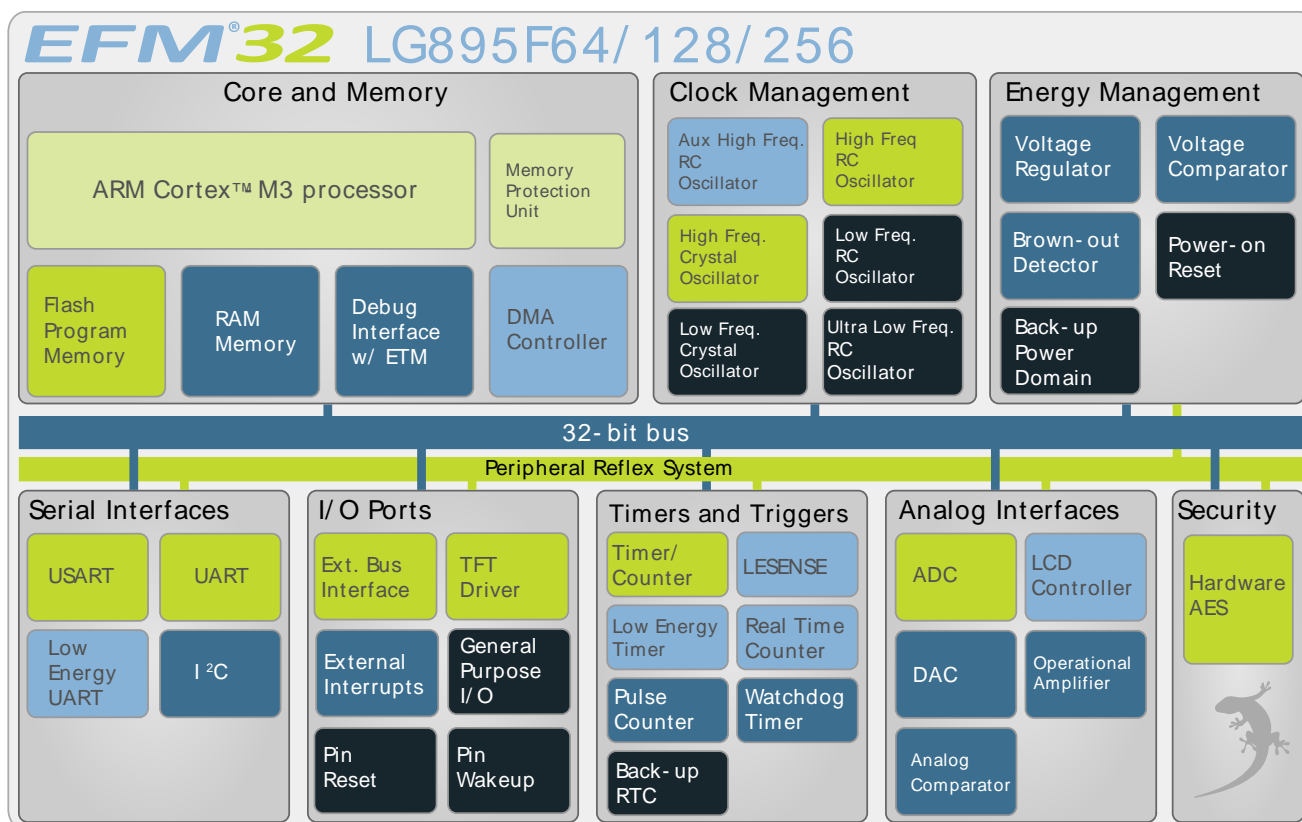 EFM®32 LG895F64/128/256
Core and Memory
ARM Cortex™ M3 processor
Memory
Protection
Unit
Flash
Program
Memory
RAM
Memory
Debug
Interface
w/ ETM
DMA
Controller
Clock Management
Aux High Freq.
RC
Oscillator
High Freq
RC
Oscillator
High Freq.
Crystal
Oscillator
Low Freq.
RC
Oscillator
Low Freq.
Crystal
Oscillator
Ultra Low Freq.
RC
Oscillator
Energy Management
Voltage
Regulator
Voltage
Comparator
Brown-out
Detector
Power-on
Reset
Back-up
Power
Domain
32-bit bus
Peripheral Reflex System
Serial Interfaces
USART
UART
Low
Energy
UART
I²C
I/O Ports
Ext. Bus
Interface
TFT
Driver
External
Interrupts
General
Purpose
I/O
Pin
Reset
Pin
Wakeup
Timers and Triggers
Timer/
Counter
LESENSE
Low Energy
Timer
Real Time
Counter
Pulse
Counter
Watchdog
Timer
Back-up
RTC
Analog Interfaces
ADC
LCD
Controller
DAC
Operational
Amplifier
Analog
Comparator
Security
Hardware
AES